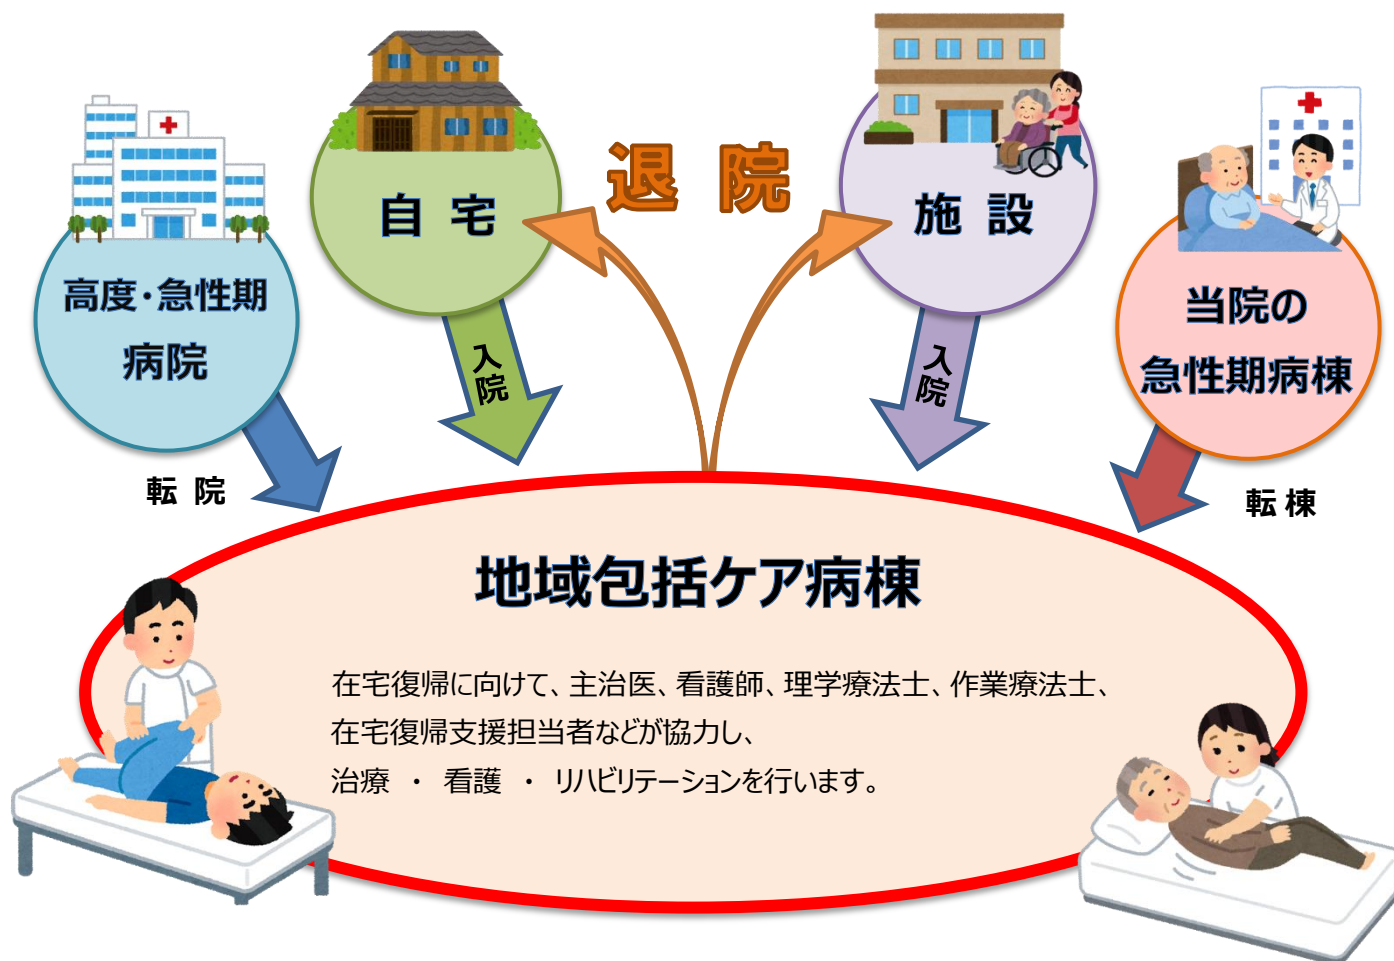 退 院
自 宅
施 設
高度・急性期
病院
当院の
急性期病棟
入院
入院
転 院
転 棟
地域包括ケア病棟
在宅復帰に向けて、主治医、看護師、理学療法士、作業療法士、
在宅復帰支援担当者などが協力し、
治療 ・ 看護 ・ リハビリテーションを行います。